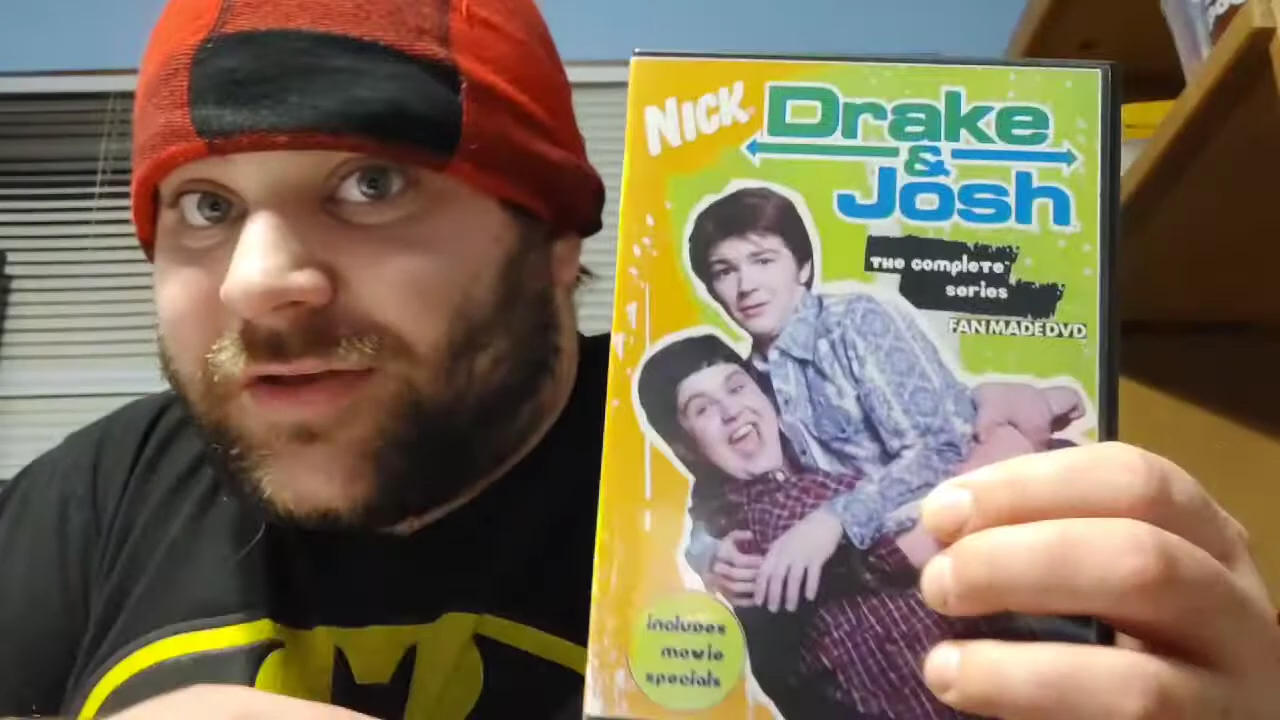 NICK
Drake
&
Josh
THE complete
series
FAN MADE DVD
includes
movie
specials